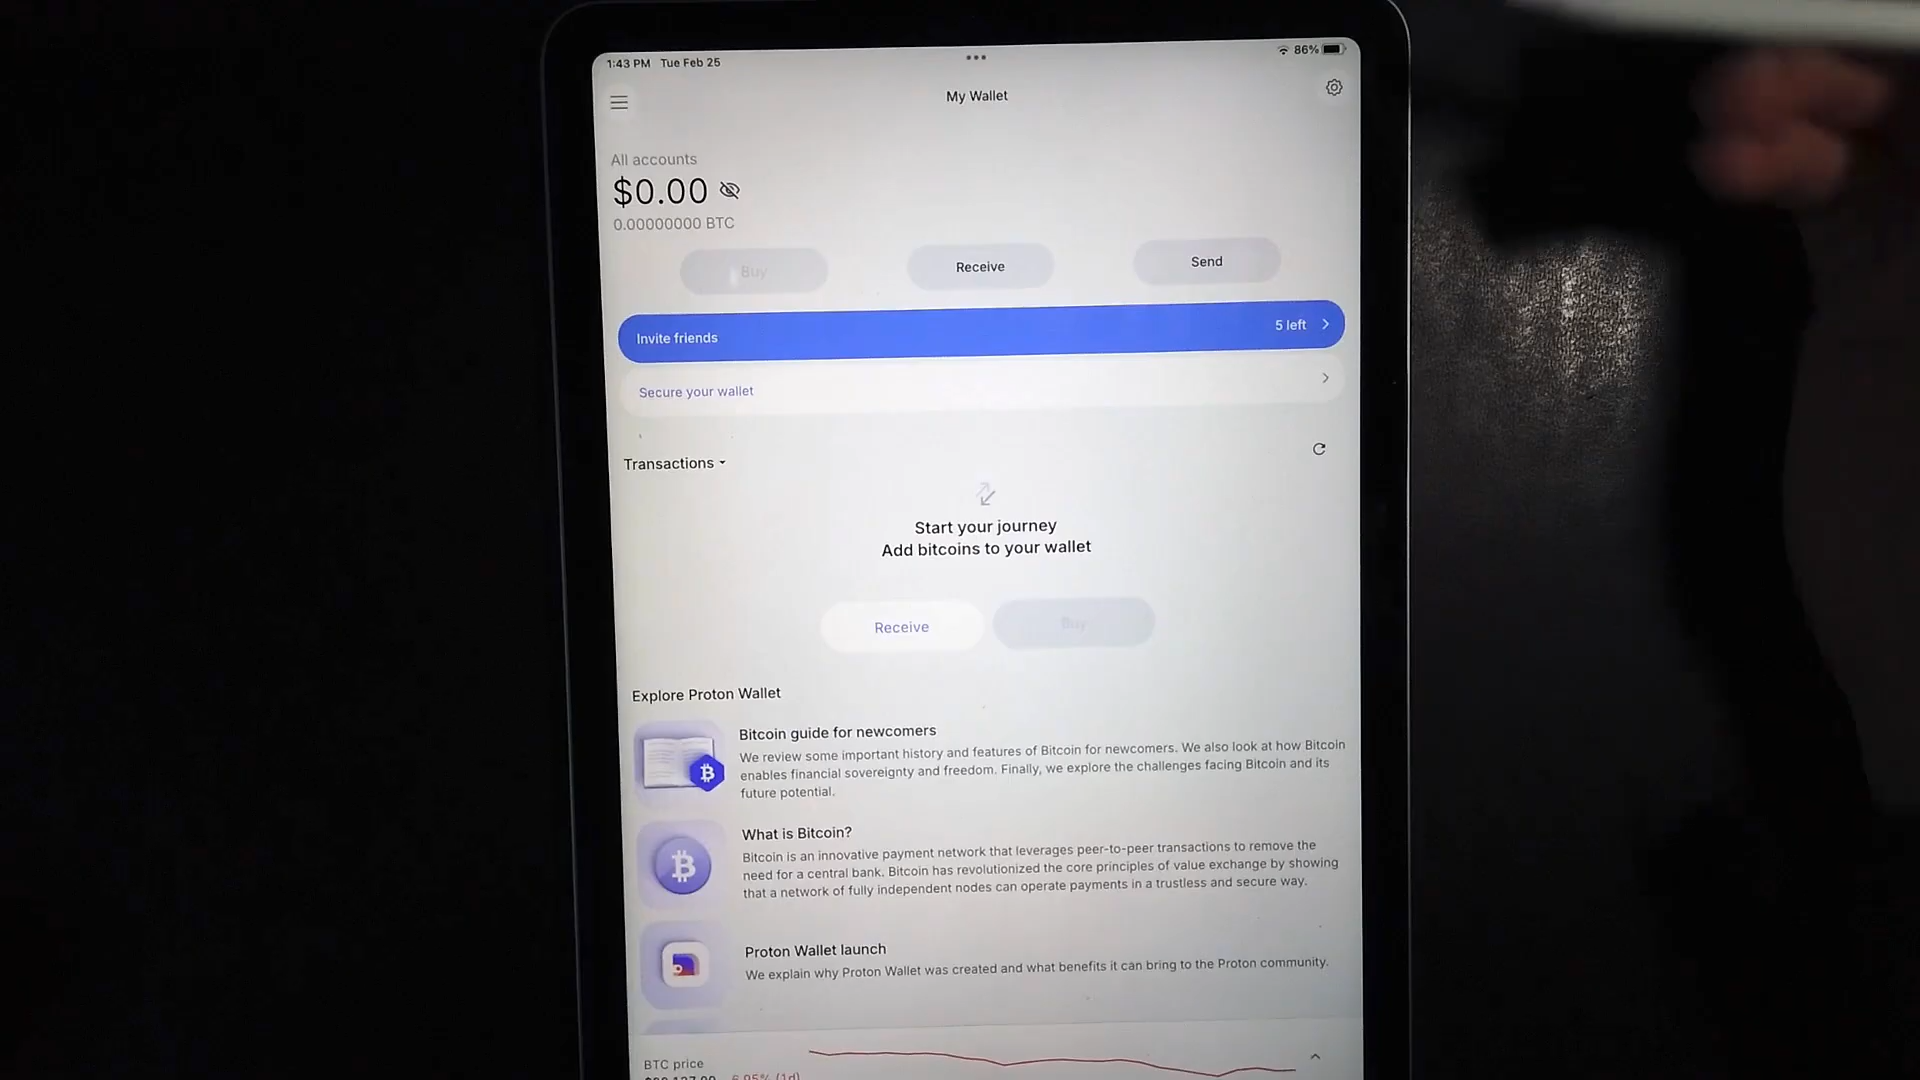 1:43 PM Tue Feb 25
86%
My Wallet
All accounts
$0.00
0.00000000 BTC
Buy
Receive
Send
Invite friends
5 left
Secure your wallet
Transactions
Start your journey
Add bitcoins to your wallet
Receive
Buy
Explore Proton Wallet
Bitcoin guide for newcomers
We review some important history and features of Bitcoin for newcomers. We also look at how Bitcoin
enables financial sovereignty and freedom. Finally, we explore the challenges facing Bitcoin and its
future potential.
What is Bitcoin?
Bitcoin is an innovative payment network that leverages peer-to-peer transactions to remove the
need for a central bank. Bitcoin has revolutionized the core principles of value exchange by showing
that a network of fully independent nodes can operate payments in a trustless and secure way.
Proton Wallet launch
We explain why Proton Wallet was created and what benefits it can bring to the Proton community.
BTC price
(1d)